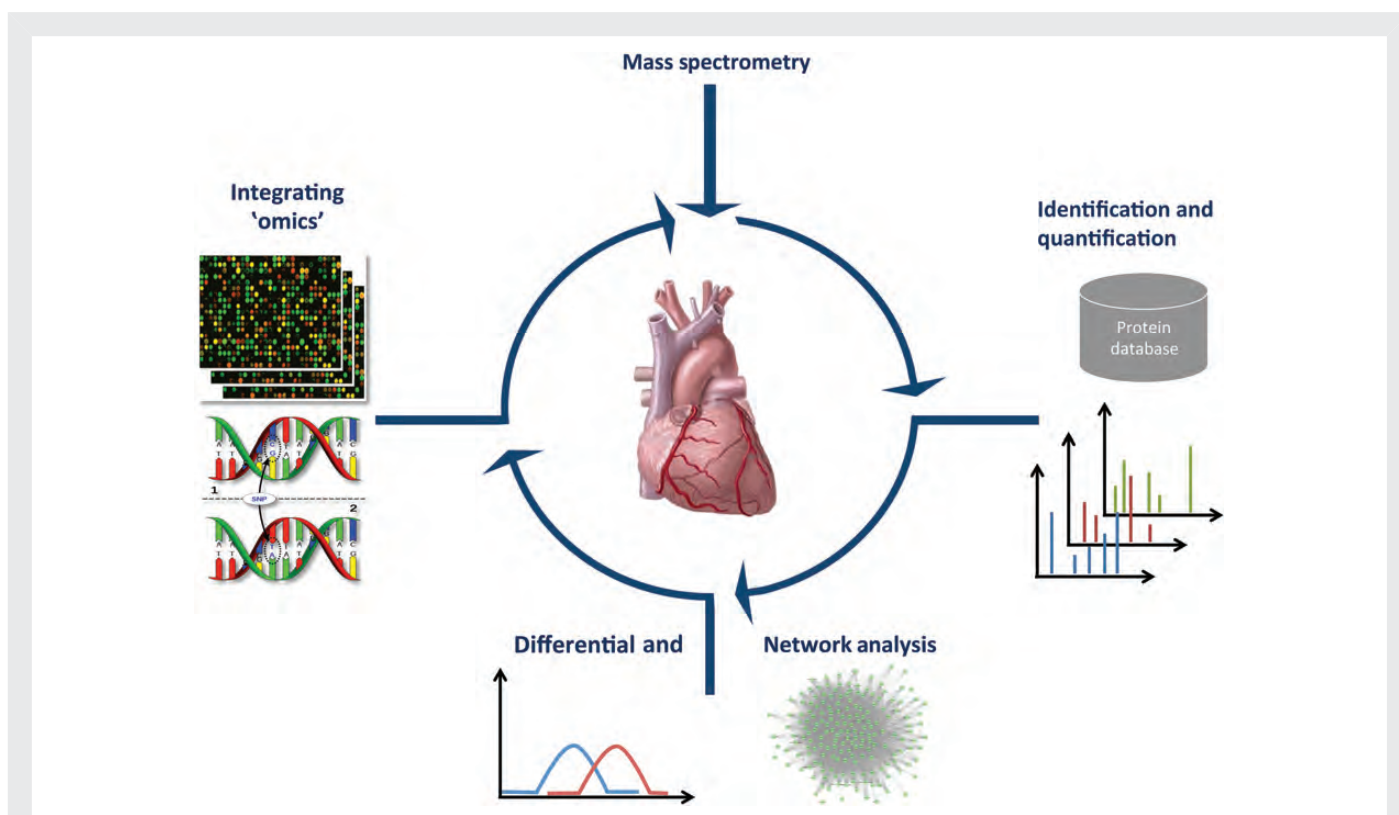 Mass spectrometry
Integrating
‘omics’
Identification and
quantification
Protein
database
SNP
1
2
Differential and
Network analysis